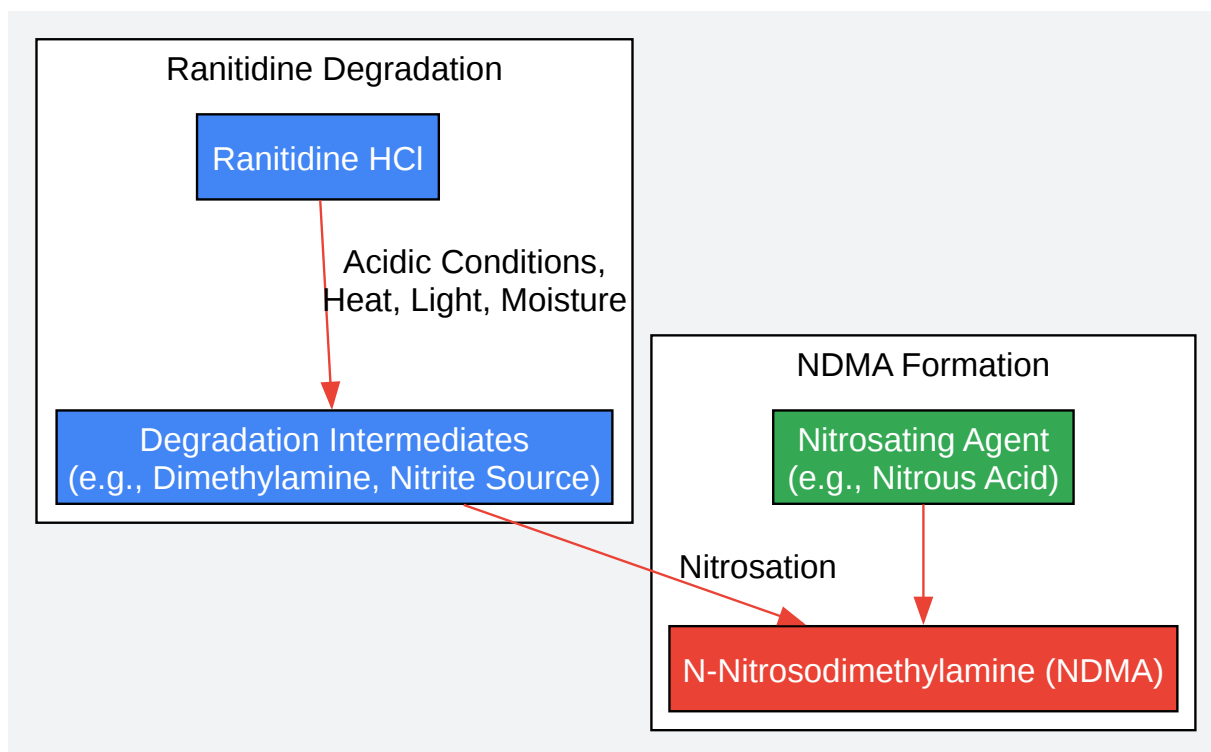 Ranitidine Degradation
Ranitidine HCl
Acidic Conditions,
Heat, Light, Moisture
Degradation Intermediates
(e.g., Dimethylamine, Nitrite Source)
NDMA Formation
Nitrosating Agent
(e.g., Nitrous Acid)
Nitrosation
N-Nitrosodimethylamine (NDMA)